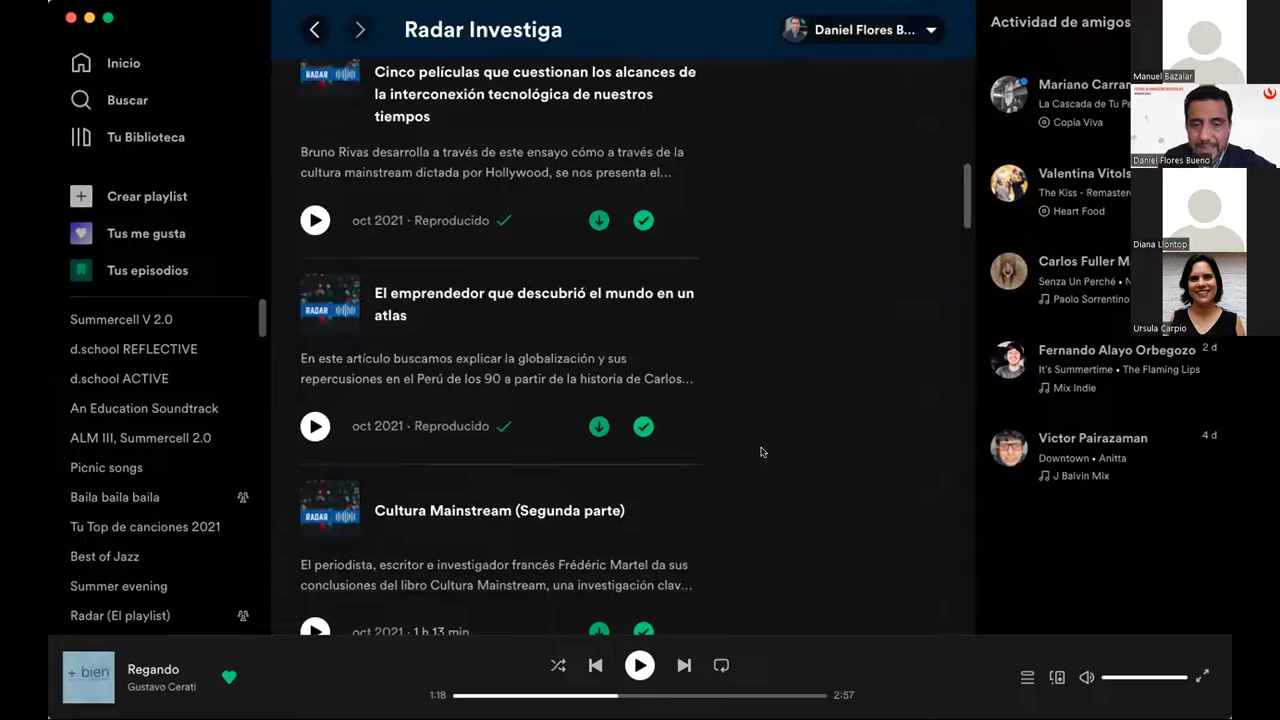 Radar Investiga
Daniel Flores B...
Actividad de amigos
Inicio
Buscar
Tu Biblioteca
Crear playlist
Tus me gusta
Tus episodios
Summercell V 2.0
d.school REFLECTIVE
d.school ACTIVE
An Education Soundtrack
ALM III, Summercell 2.0
Picnic songs
Baila baila baila
Tu Top de canciones 2021
Best of Jazz
Summer evening
Radar (El playlist)
RADAR
Cinco películas que cuestionan los alcances de
la interconexión tecnológica de nuestros
tiempos
Bruno Rivas desarrolla a través de este ensayo cómo a través de la
cultura mainstream dictada por Hollywood, se nos presenta el...
oct 2021 · Reproducido
RADAR
El emprendedor que descubrió el mundo en un
atlas
En este artículo buscamos explicar la globalización y sus
repercusiones en el Perú de los 90 a partir de la historia de Carlos...
oct 2021 · Reproducido
RADAR
Cultura Mainstream (Segunda parte)
El periodista, escritor e investigador francés Frédéric Martel da sus
conclusiones del libro Cultura Mainstream, una investigación clav...
oct 2021 · 1 h 13 min
Mariano Carran
La Cascada de Tu Pe
Copia Viva
Valentina Vitols
The Kiss - Remastere
Heart Food
Carlos Fuller M
Senza Un Perché • N
Paolo Sorrentino
Fernando Alayo Orbegozo 2 d
It's Summertime • The Flaming Lips
Mix Indie
Victor Pairazaman 4 d
Downtown • Anitta
J Balvin Mix
Manuel Bazalar
Daniel Flores Bueno
Diana Llontop
Ursula Carpio
+ bien
Regando
Gustavo Cerati
1:18
2:57